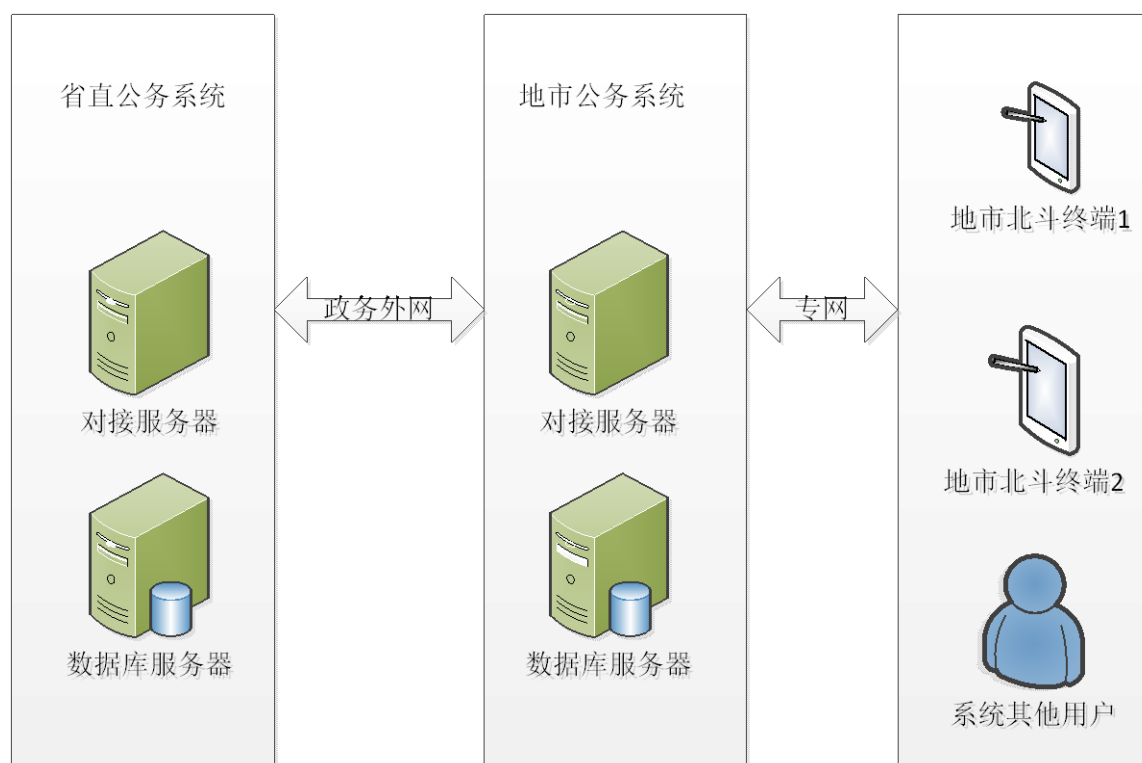 省直公务系统
对接服务器
数据库服务器
政务外网
地市公务系统
对接服务器
数据库服务器
专网
地市北斗终端1
地市北斗终端2
系统其他用户